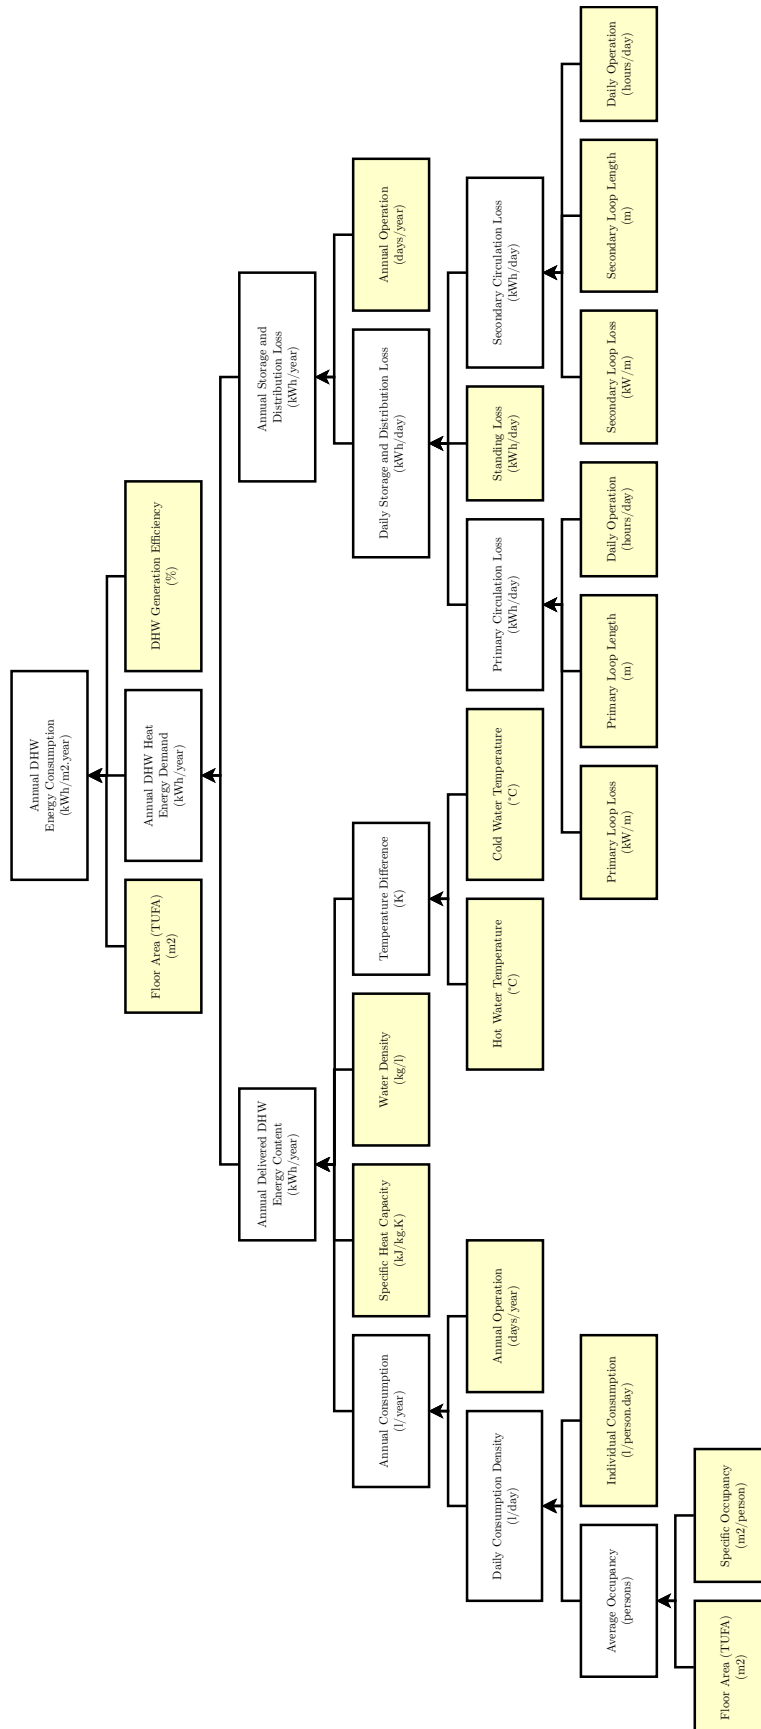 Annual DHW
Energy Consumption
(kWh/m2.year)
Floor Area (TUFA)
(m2)
Annual DHW Heat
Energy Demand
(kWh/year)
DHW Generation Efficiency
(%)
Annual Delivered DHW
Energy Content
(kWh/year)
Annual Storage and
Distribution Loss
(kWh/year)
Annual Consumption
(l/year)
Specific Heat Capacity
(kJ/kg.K)
Water Density
(kg/l)
Temperature Difference
(K)
Daily Storage and Distribution Loss
(kWh/day)
Annual Operation
(days/year)
Daily Consumption Density
(l/day)
Annual Operation
(days/year)
Hot Water Temperature
(°C)
Cold Water Temperature
(°C)
Primary Circulation Loss
(kWh/day)
Standing Loss
(kWh/day)
Secondary Circulation Loss
(kWh/day)
Average Occupancy
(persons)
Individual Consumption
(l/person.day)
Primary Loop Loss
(kW/m)
Primary Loop Length
(m)
Daily Operation
(hours/day)
Secondary Loop Loss
(kW/m)
Secondary Loop Length
(m)
Daily Operation
(hours/day)
Floor Area (TUFA)
(m2)
Specific Occupancy
(m2/person)